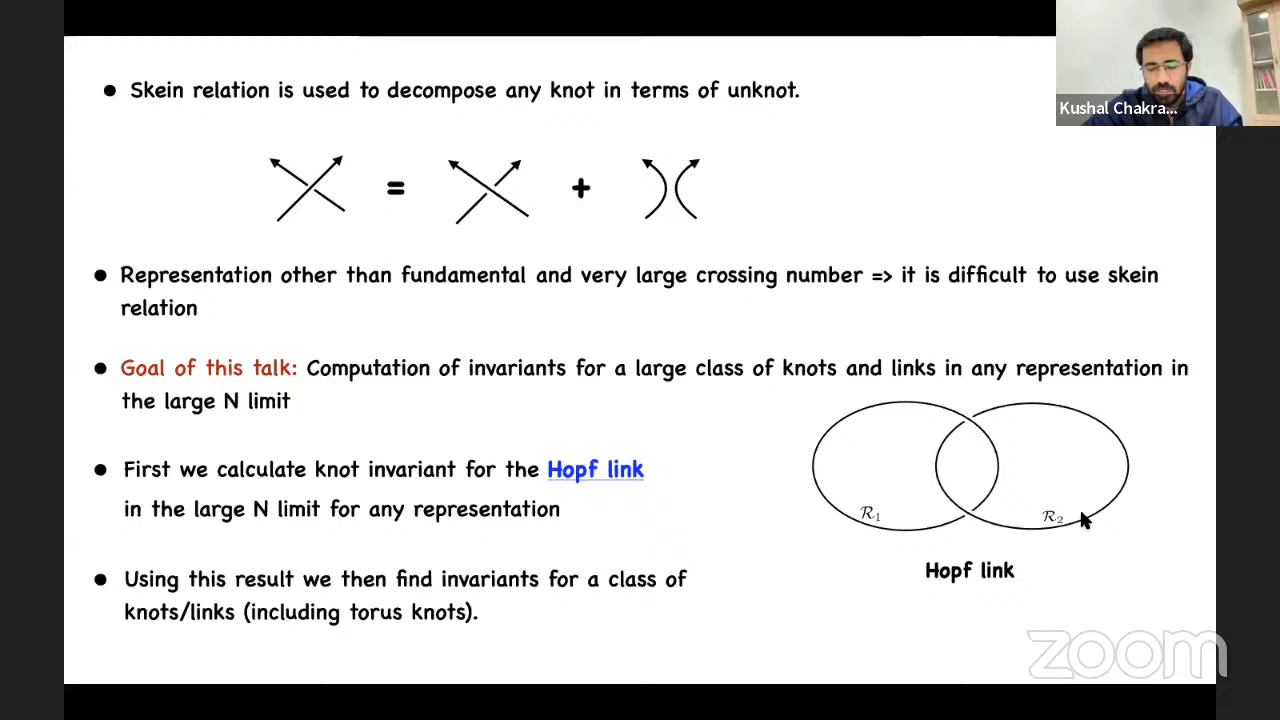 Skein relation is used to decompose any knot in terms of unknot.
Kushal Chakra...
= +
Representation other than fundamental and very large crossing number => it is difficult to use skein
relation
Goal of this talk: Computation of invariants for a large class of knots and links in any representation in
the large N limit
First we calculate knot invariant for the Hopf link
in the large N limit for any representation
R₁ R₂
Hopf link
Using this result we then find invariants for a class of
knots/links (including torus knots).
zoom